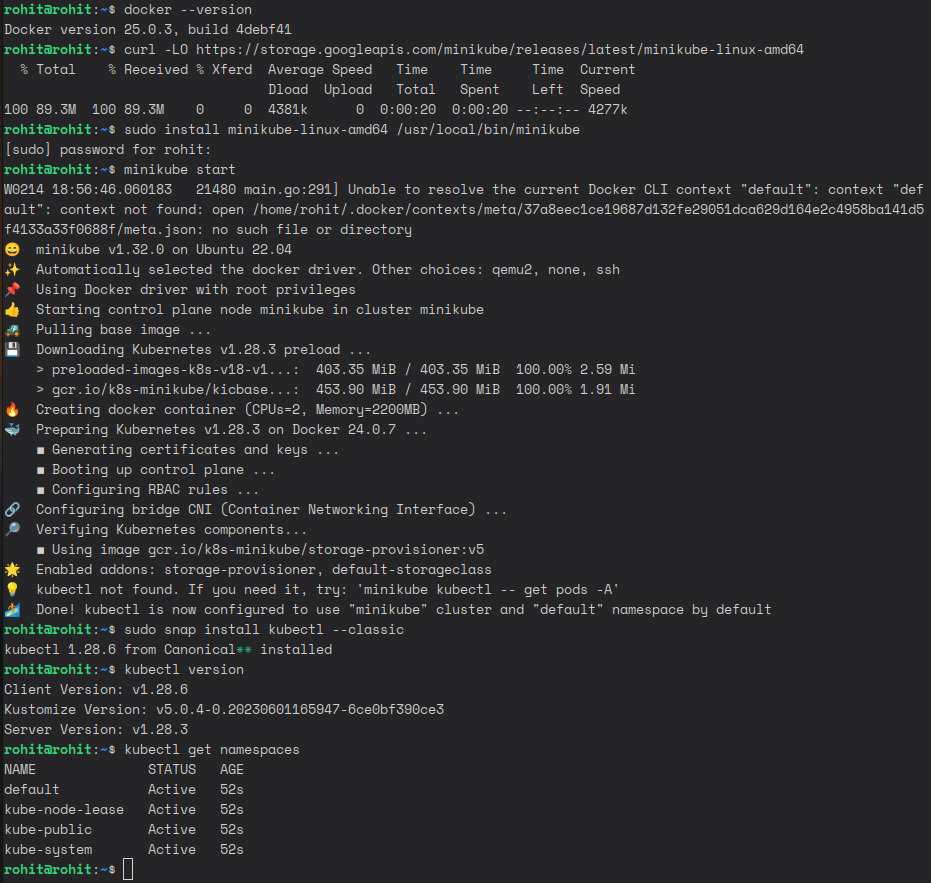 rohit@rohit:~$ docker --version
Docker version 25.0.3, build 4debf41
rohit@rohit:~$ curl -LO https://storage.googleapis.com/minikube/releases/latest/minikube-linux-amd64
  % Total    % Received % Xferd  Average Speed   Time    Time     Time  Current
                                 Dload  Upload   Total   Spent    Left  Speed
100 89.3M  100 89.3M    0     0  4381k      0  0:00:20  0:00:20 --:--:-- 4277k
rohit@rohit:~$ sudo install minikube-linux-amd64 /usr/local/bin/minikube
[sudo] password for rohit:
rohit@rohit:~$ minikube start
W0214 18:56:46.060183   21480 main.go:291] Unable to resolve the current Docker CLI context "default": context "def
ault": context not found: open /home/rohit/.docker/contexts/meta/37a8eec1ce19687d132fe29051dca629d164e2c4958ba141d5
f4133a33f0688f/meta.json: no such file or directory
😄  minikube v1.32.0 on Ubuntu 22.04
✨  Automatically selected the docker driver. Other choices: qemu2, none, ssh
📌  Using Docker driver with root privileges
👍  Starting control plane node minikube in cluster minikube
🚜  Pulling base image ...
💾  Downloading Kubernetes v1.28.3 preload ...
    > preloaded-images-k8s-v18-v1...:  403.35 MiB / 403.35 MiB  100.00% 2.59 Mi
    > gcr.io/k8s-minikube/kicbase...:  453.90 MiB / 453.90 MiB  100.00% 1.91 Mi
🔥  Creating docker container (CPUs=2, Memory=2200MB) ...
🐳  Preparing Kubernetes v1.28.3 on Docker 24.0.7 ...
    ▪ Generating certificates and keys ...
    ▪ Booting up control plane ...
    ▪ Configuring RBAC rules ...
🔗  Configuring bridge CNI (Container Networking Interface) ...
🔎  Verifying Kubernetes components...
    ▪ Using image gcr.io/k8s-minikube/storage-provisioner:v5
🌟  Enabled addons: storage-provisioner, default-storageclass
💡  kubectl not found. If you need it, try: 'minikube kubectl -- get pods -A'
🏄  Done! kubectl is now configured to use "minikube" cluster and "default" namespace by default
rohit@rohit:~$ sudo snap install kubectl --classic
kubectl 1.28.6 from Canonical** installed
rohit@rohit:~$ kubectl version
Client Version: v1.28.6
Kustomize Version: v5.0.4-0.20230601165947-6ce0bf390ce3
Server Version: v1.28.3
rohit@rohit:~$ kubectl get namespaces
NAME              STATUS   AGE
default           Active   52s
kube-node-lease   Active   52s
kube-public       Active   52s
kube-system       Active   52s
rohit@rohit:~$